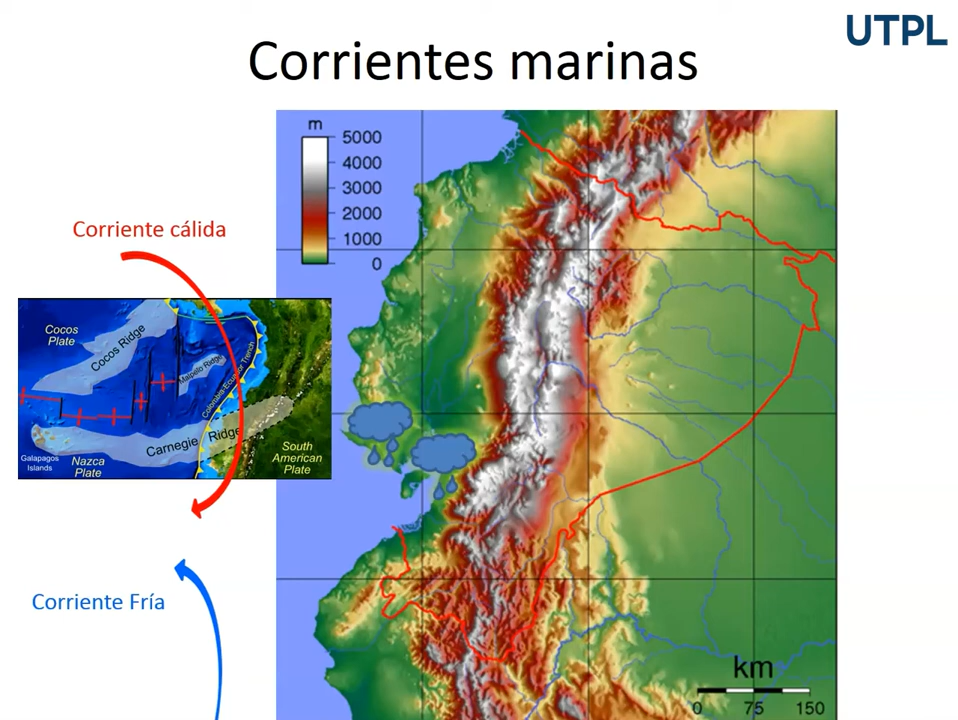 UTPL
Corrientes marinas
m
5000
4000
3000
2000
1000
0
Corriente cálida
Cocos
Plate
Cocos Ridge
Malpelo Ridge
Colombia-Ecuador Trench
Carnegie Ridge
Galapagos
Islands
Nazca
Plate
South
American
Plate
Corriente Fría
km
0 75 150